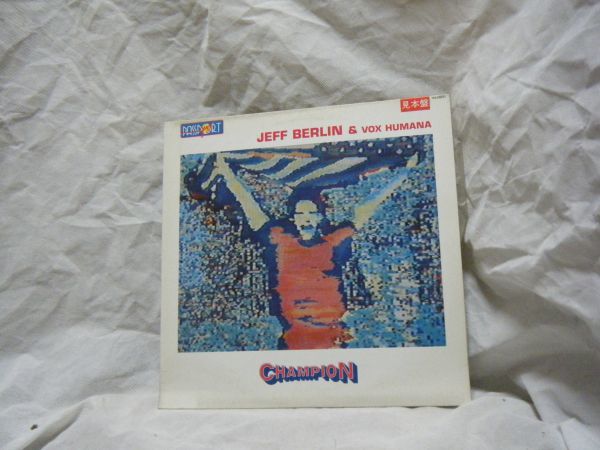 PASSPORT
見本盤
JEFF BERLIN & VOX HUMANA
CHAMPION